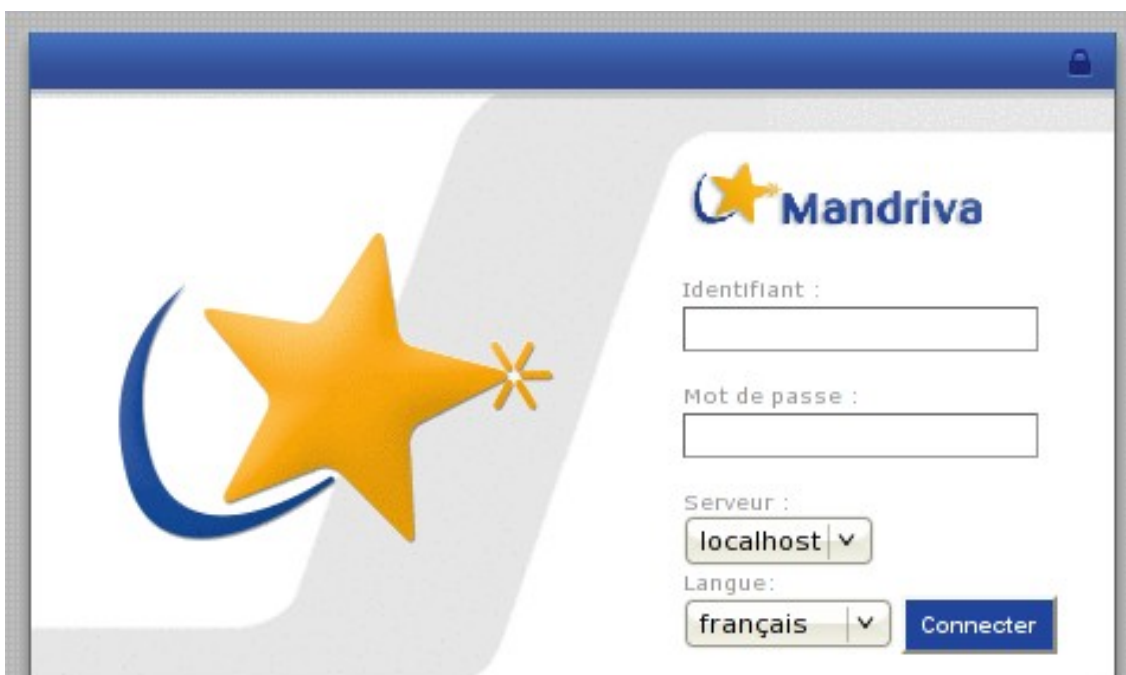 Mandriva
Identifiant :
Mot de passe :
Serveur :
localhost
Langue:
français
Connecter